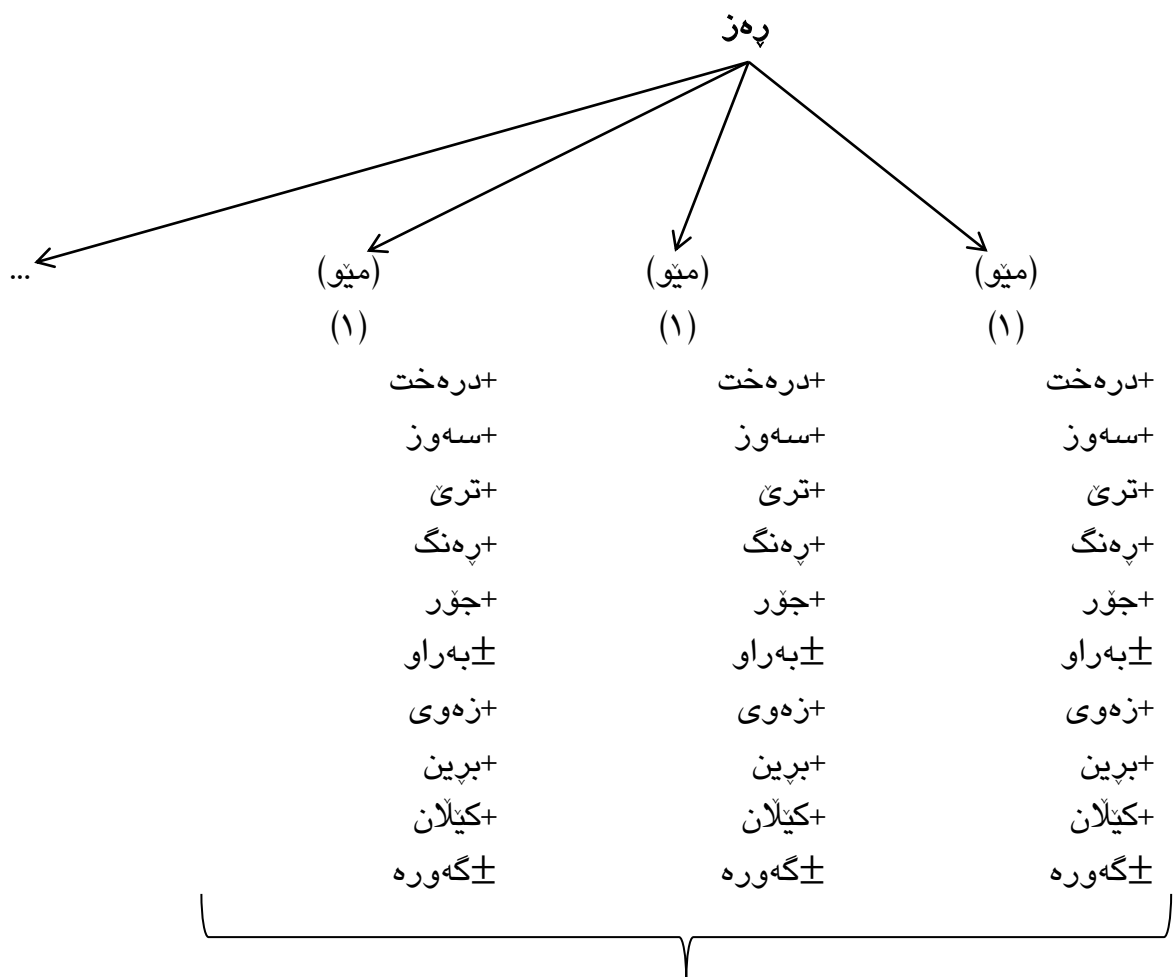 ڕەز
(مێو) (مێو) (مێو) ...
(١) (١) (١)
+درەخت +درەخت +درەخت
+سەوز +سەوز +سەوز
+ترێ +ترێ +ترێ
+ڕەنگ +ڕەنگ +ڕەنگ
+جۆر +جۆر +جۆر
±بەراو ±بەراو ±بەراو
+زەوی +زەوی +زەوی
+بڕین +بڕین +بڕین
+کێڵان +کێڵان +کێڵان
±گەورە ±گەورە ±گەورە